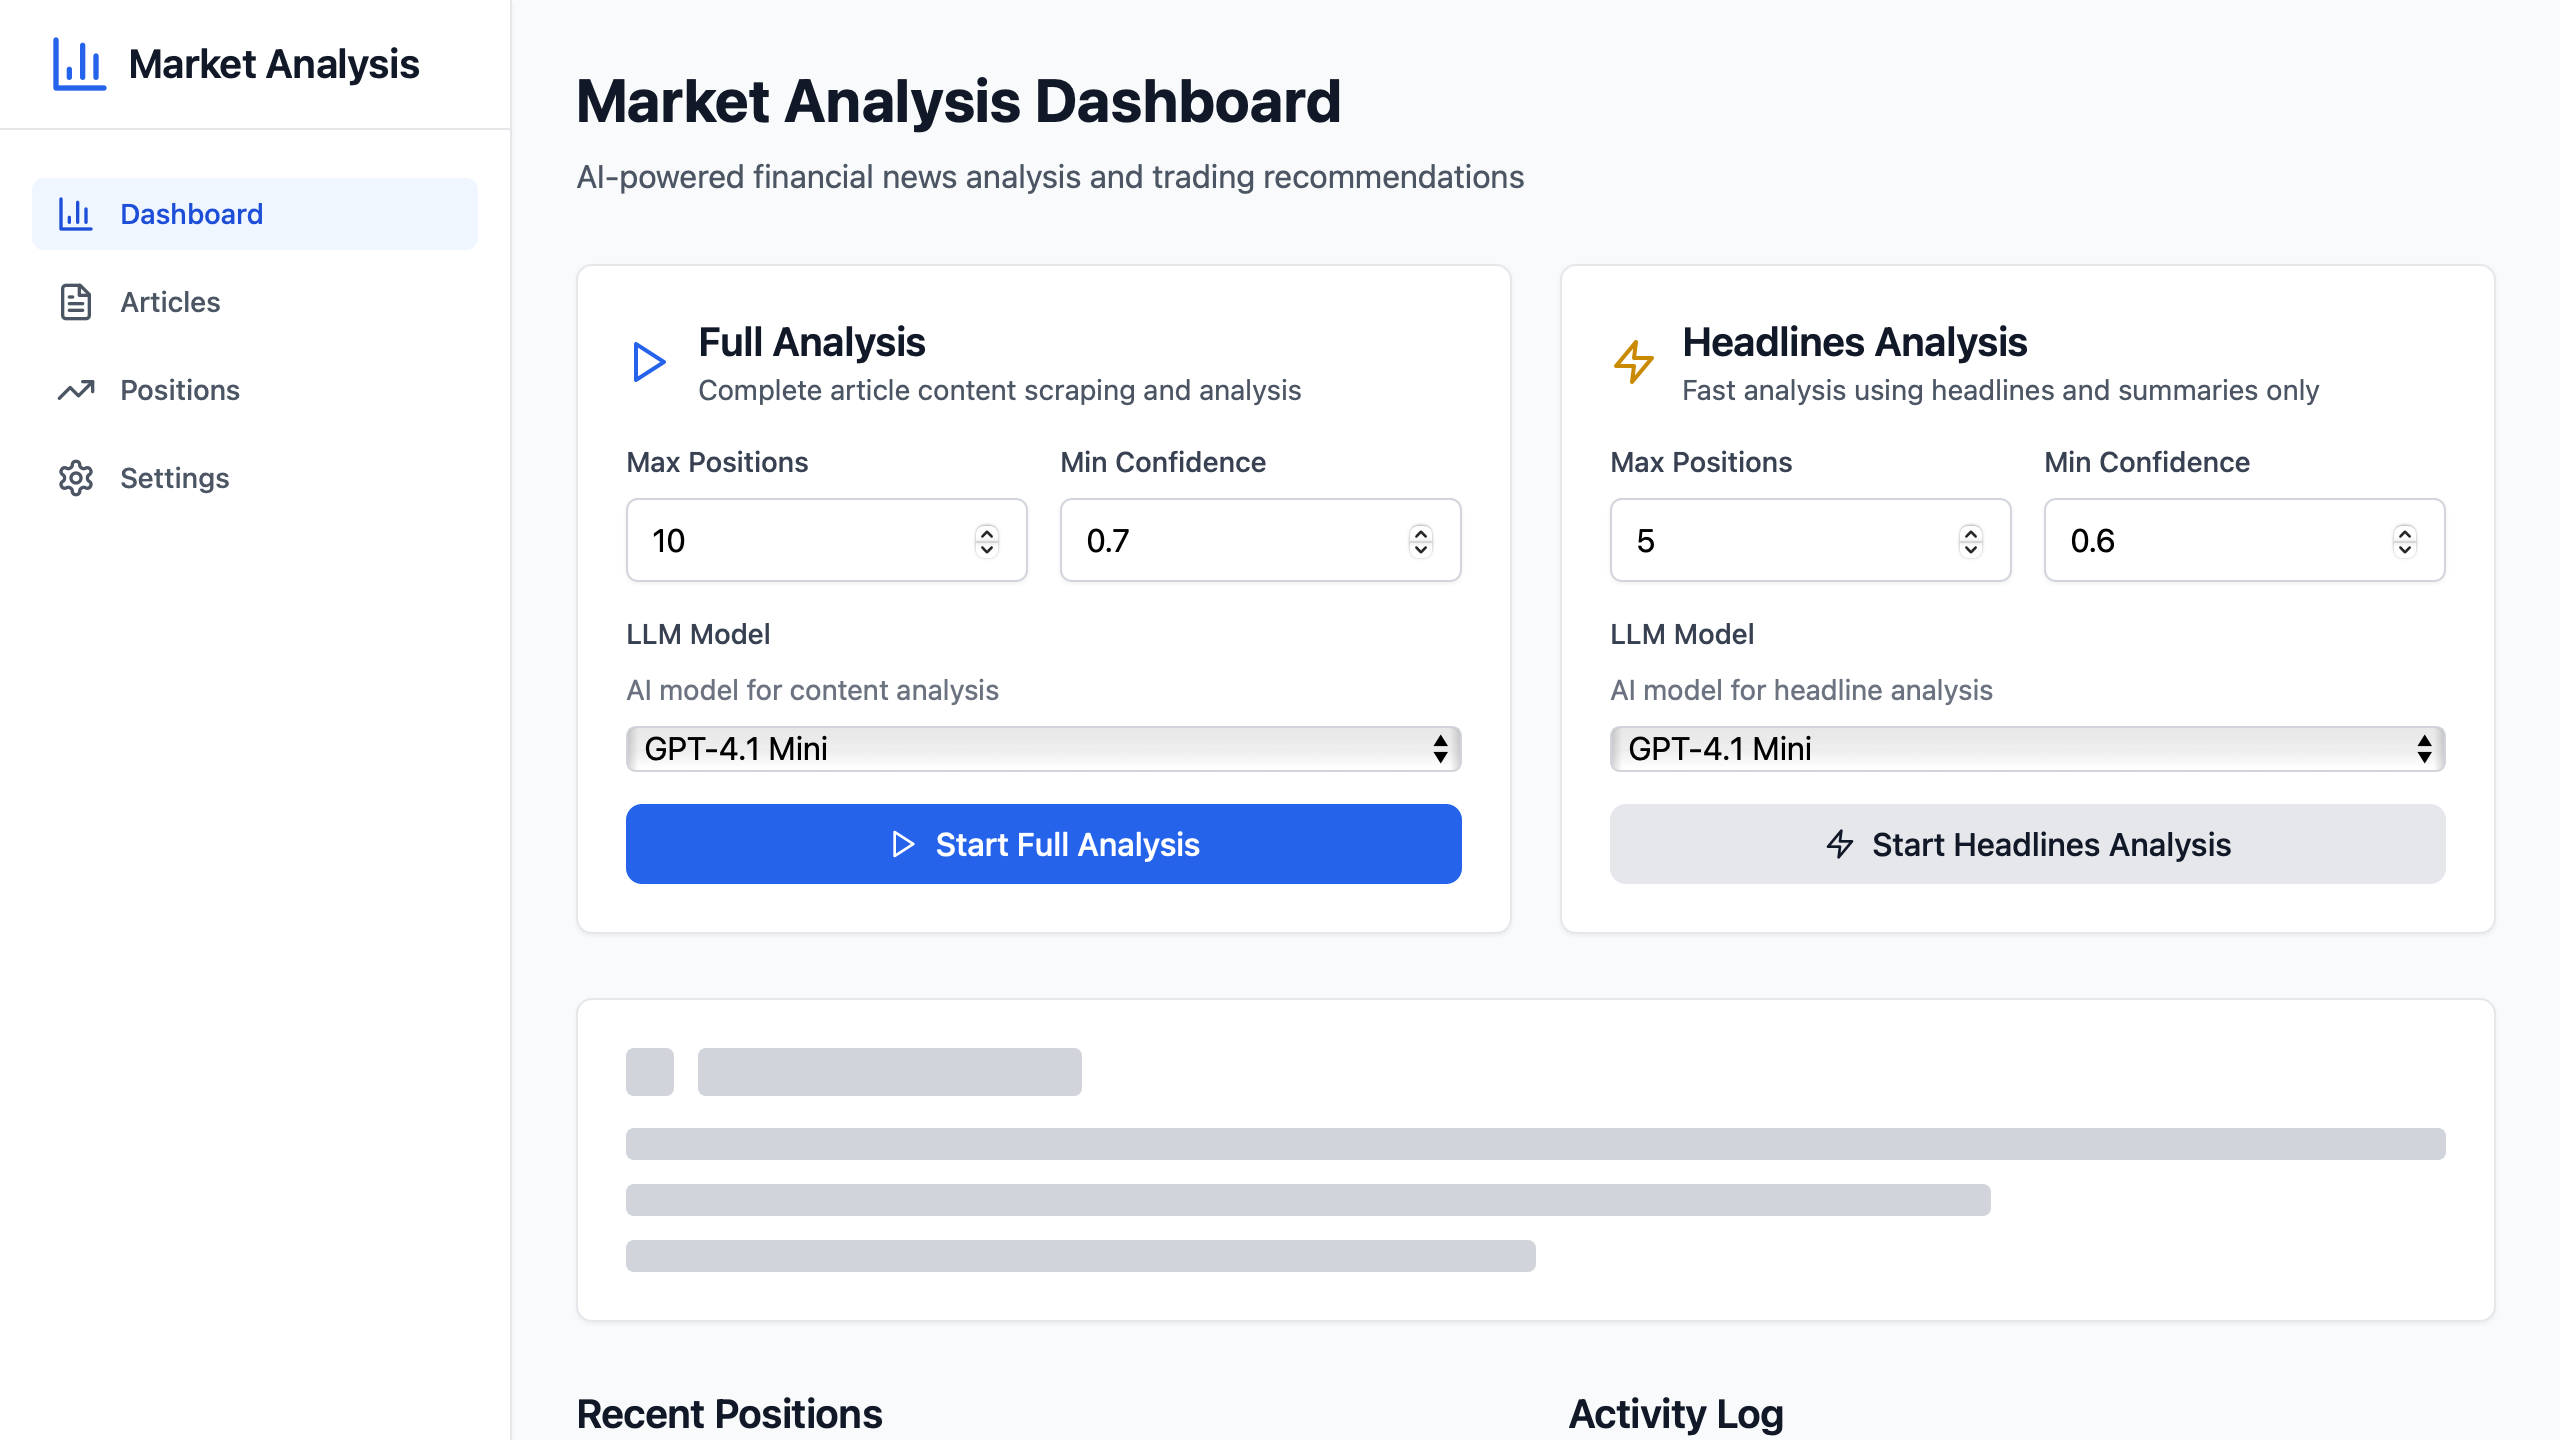 Market Analysis
Dashboard
Articles
Positions
Settings
Market Analysis Dashboard
AI-powered financial news analysis and trading recommendations
Full Analysis
Complete article content scraping and analysis
Max Positions
Min Confidence
10
0.7
LLM Model
AI model for content analysis
GPT-4.1 Mini
Start Full Analysis
Headlines Analysis
Fast analysis using headlines and summaries only
Max Positions
Min Confidence
5
0.6
LLM Model
AI model for headline analysis
GPT-4.1 Mini
Start Headlines Analysis
Recent Positions
Activity Log